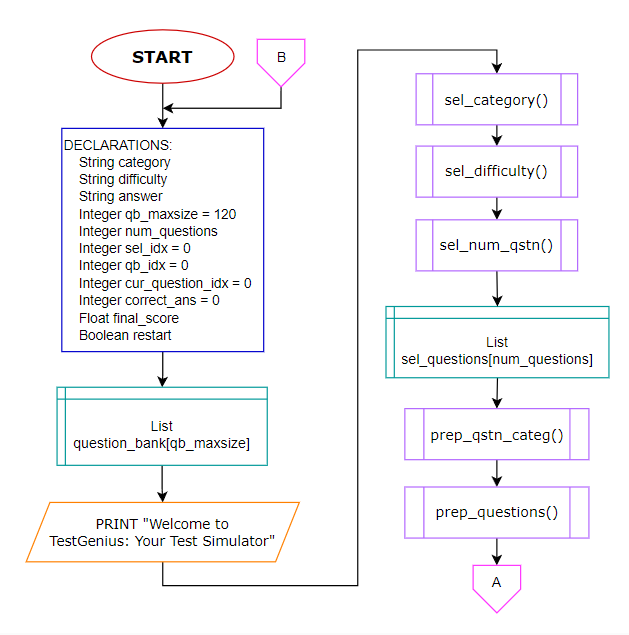 START
B
DECLARATIONS:
String category
String difficulty
String answer
Integer qb_maxsize = 120
Integer num_questions
Integer sel_idx = 0
Integer qb_idx = 0
Integer cur_question_idx = 0
Integer correct_ans = 0
Float final_score
Boolean restart
List
question_bank[qb_maxsize]
PRINT "Welcome to
TestGenius: Your Test Simulator"
sel_category()
sel_difficulty()
sel_num_qstn()
List
sel_questions[num_questions]
prep_qstn_categ()
prep_questions()
A